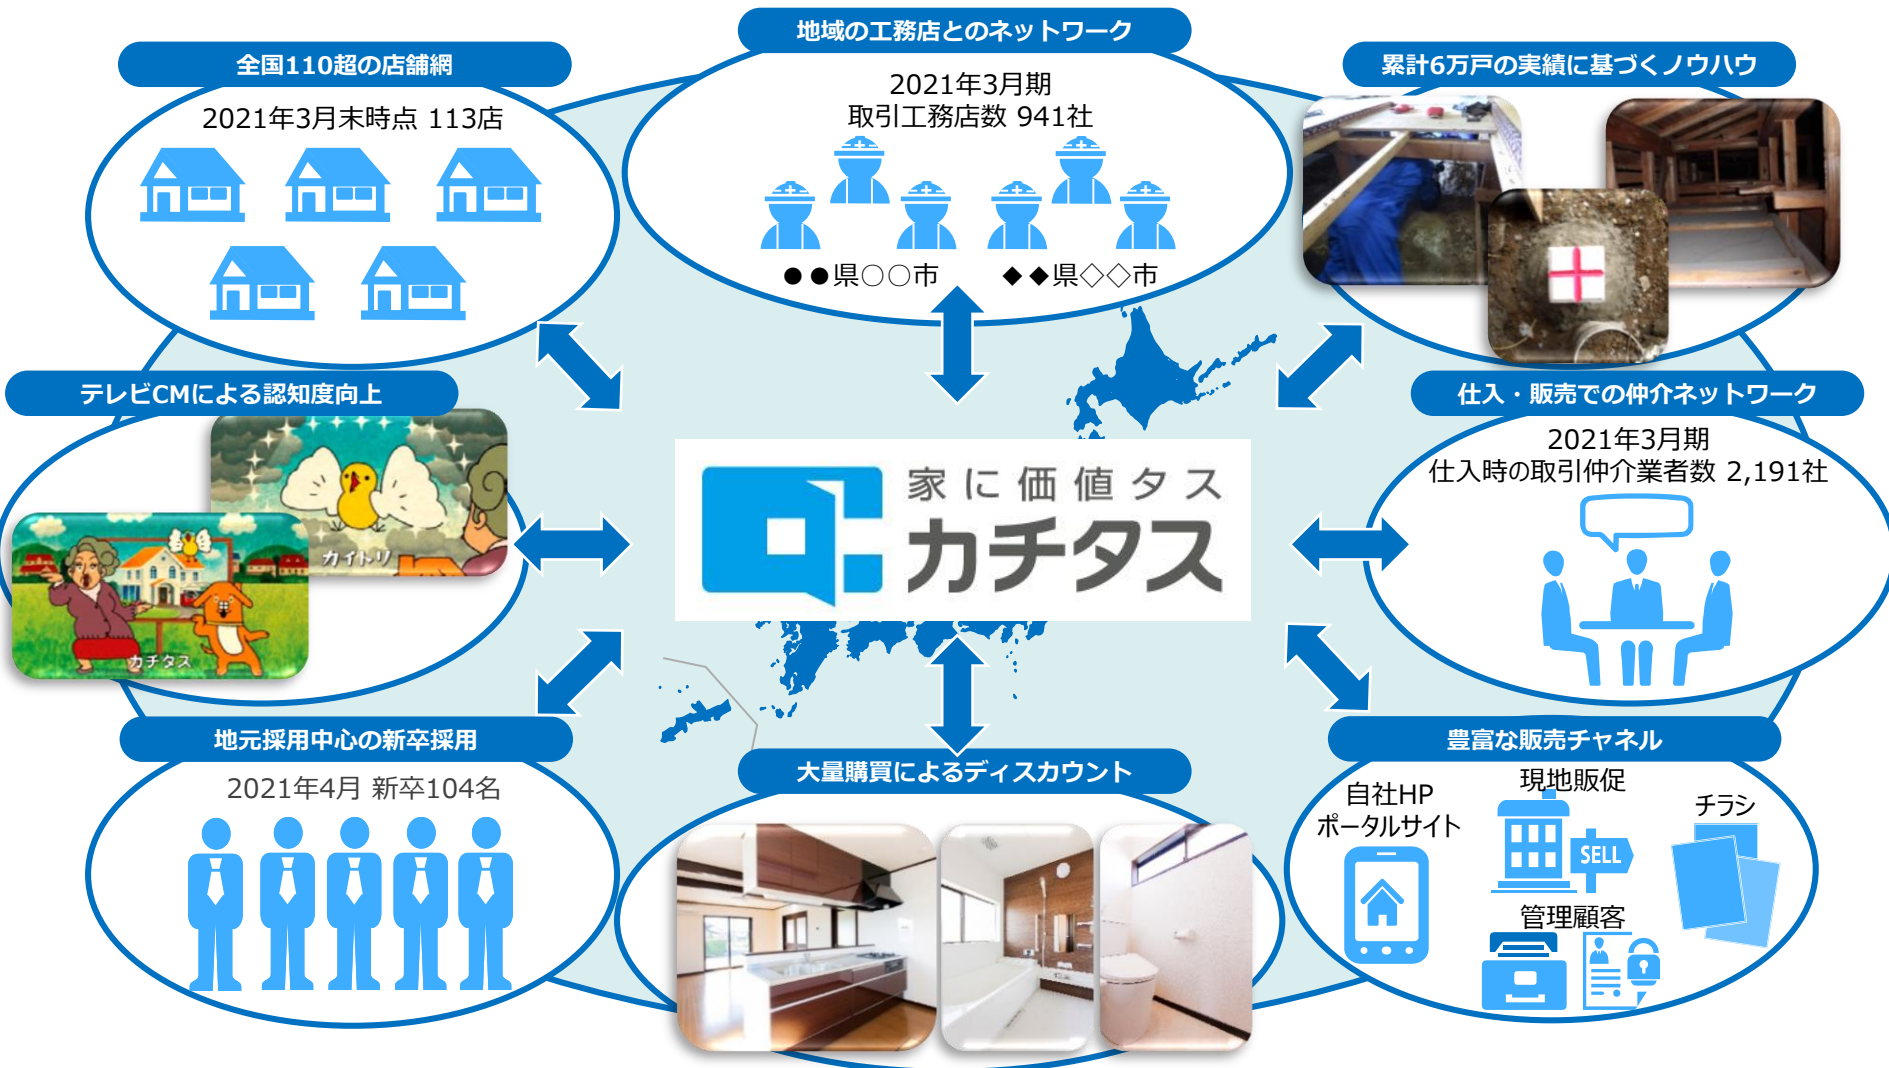 地域の工務店とのネットワーク
2021年3月期
取引工務店数 941社
●●県○○市
◆◆県◇◇市
全国110超の店舗網
2021年3月末時点 113店
累計6万戸の実績に基づくノウハウ
テレビCMによる認知度向上
カイトリ
カチタス
家に価値タス
カチタス
仕入・販売での仲介ネットワーク
2021年3月期
仕入時の取引仲介業者数 2,191社
地元採用中心の新卒採用
2021年4月 新卒104名
大量購買によるディスカウント
豊富な販売チャネル
自社HP
ポータルサイト
現地販促
SELL
チラシ
管理顧客